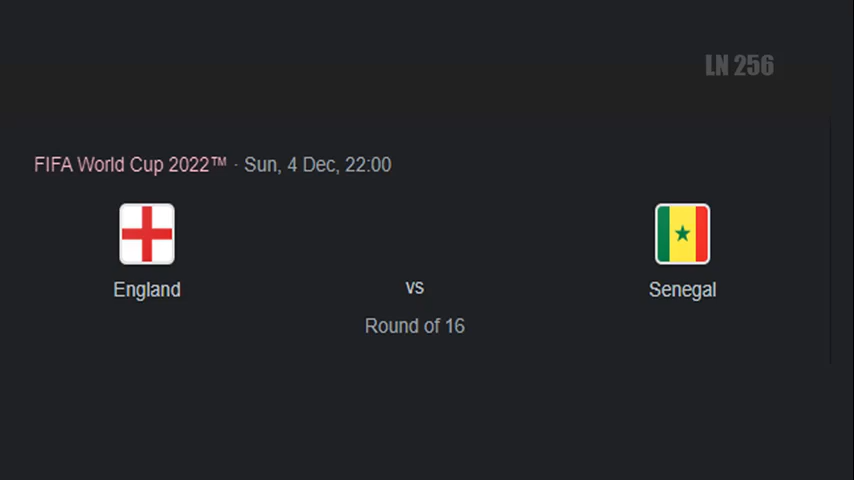 LN 256
FIFA World Cup 2022™ · Sun, 4 Dec, 22:00
England
vs
Senegal
Round of 16